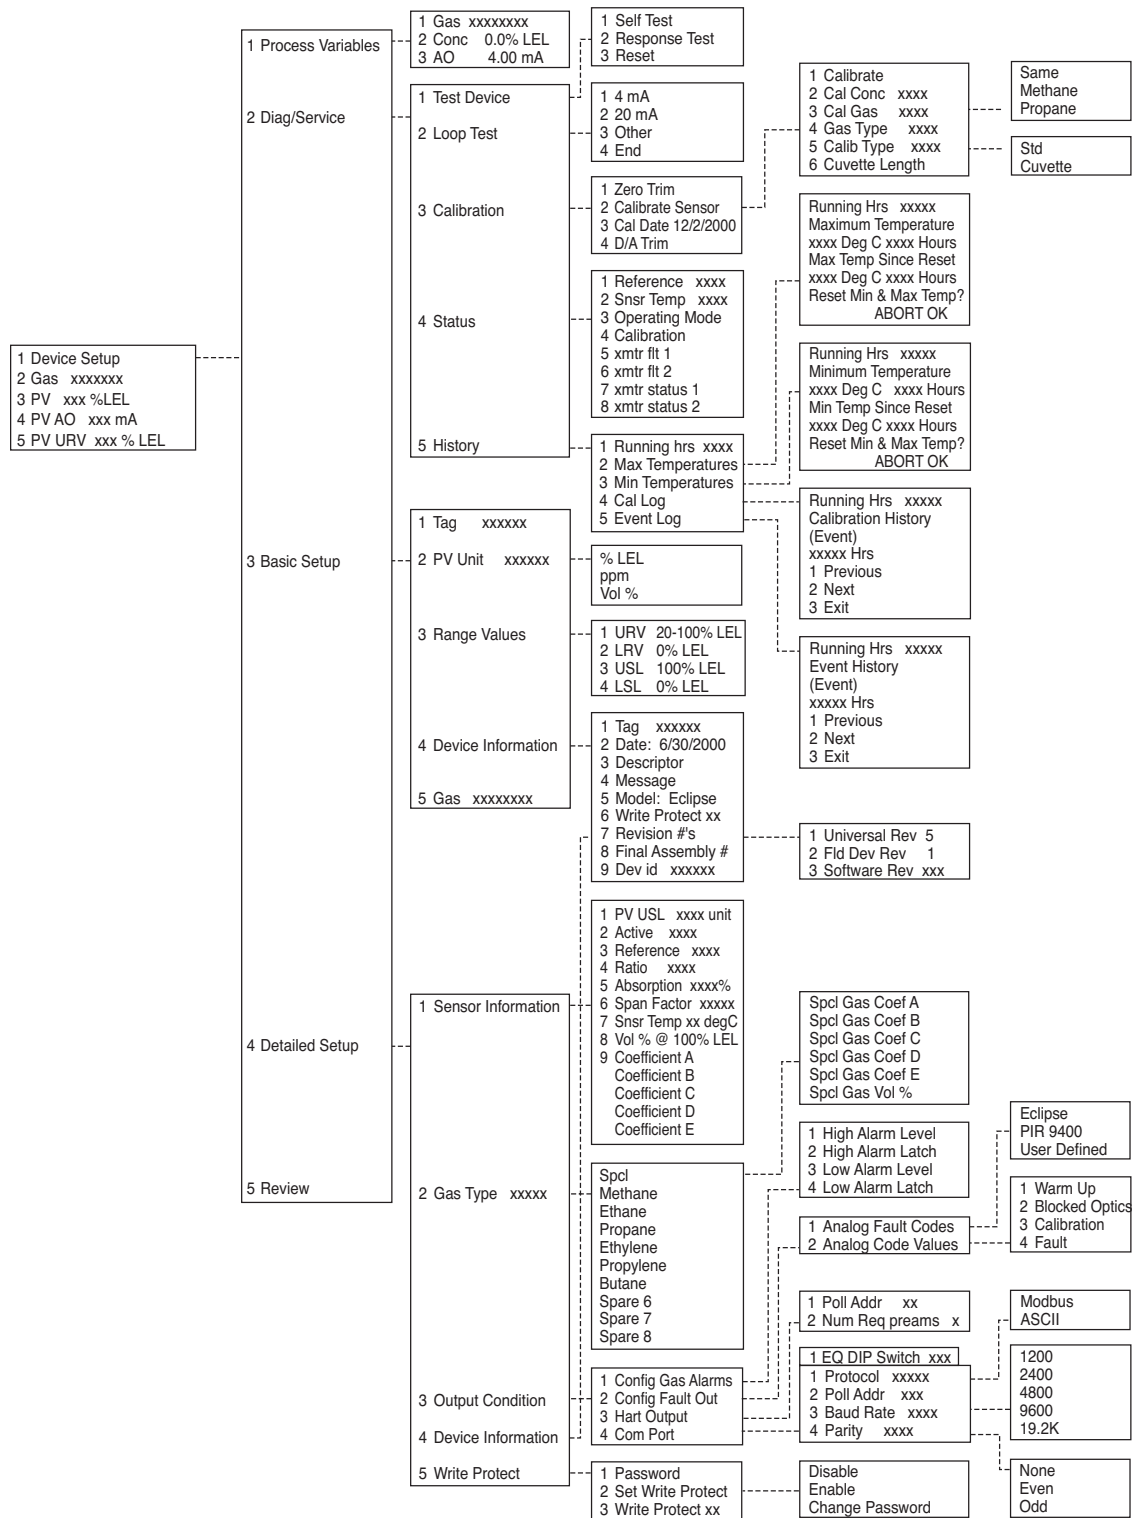 1 Device Setup
2 Gas xxxxxxx
3 PV xxx %LEL
4 PV AO xxx mA
5 PV URV xxx % LEL
1 Process Variables
2 Diag/Service
3 Basic Setup
4 Detailed Setup
5 Review
1 Gas xxxxxxxx
2 Conc 0.0% LEL
3 AO 4.00 mA
1 Test Device
2 Loop Test
3 Calibration
4 Status
5 History
1 Self Test
2 Response Test
3 Reset
1 4 mA
2 20 mA
3 Other
4 End
1 Zero Trim
2 Calibrate Sensor
3 Cal Date 12/2/2000
4 D/A Trim
1 Calibrate
2 Cal Conc xxxx
3 Cal Gas xxxx
4 Gas Type xxxx
5 Calib Type xxxx
6 Cuvette Length
Same
Methane
Propane
Std
Cuvette
1 Reference xxxx
2 Snsr Temp xxxx
3 Operating Mode
4 Calibration
5 xmtr flt 1
6 xmtr flt 2
7 xmtr status 1
8 xmtr status 2
1 Running hrs xxxx
2 Max Temperatures
3 Min Temperatures
4 Cal Log
5 Event Log
Running Hrs xxxxx
Maximum Temperature
xxxx Deg C xxxx Hours
Max Temp Since Reset
xxxx Deg C xxxx Hours
Reset Min & Max Temp?
ABORT OK
Running Hrs xxxxx
Minimum Temperature
xxxx Deg C xxxx Hours
Min Temp Since Reset
xxxx Deg C xxxx Hours
Reset Min & Max Temp?
ABORT OK
Running Hrs xxxxx
Calibration History
(Event)
xxxxx Hrs
1 Previous
2 Next
3 Exit
Running Hrs xxxxx
Event History
(Event)
xxxxx Hrs
1 Previous
2 Next
3 Exit
1 Tag xxxxxx
2 PV Unit xxxxxx
3 Range Values
4 Device Information
5 Gas xxxxxxxx
% LEL
ppm
Vol %
1 URV 20-100% LEL
2 LRV 0% LEL
3 USL 100% LEL
4 LSL 0% LEL
1 Tag xxxxxx
2 Date: 6/30/2000
3 Descriptor
4 Message
5 Model: Eclipse
6 Write Protect xx
7 Revision #'s
8 Final Assembly #
9 Dev id xxxxxx
1 Universal Rev 5
2 Fld Dev Rev 1
3 Software Rev xxx
1 Sensor Information
2 Gas Type xxxxx
3 Output Condition
4 Device Information
5 Write Protect
1 PV USL xxxx unit
2 Active xxxx
3 Reference xxxx
4 Ratio xxxx
5 Absorption xxxx%
6 Span Factor xxxxx
7 Snsr Temp xx degC
8 Vol % @ 100% LEL
9 Coefficient A
Coefficient B
Coefficient C
Coefficient D
Coefficient E
Spcl
Methane
Ethane
Propane
Ethylene
Propylene
Butane
Spare 6
Spare 7
Spare 8
Spcl Gas Coef A
Spcl Gas Coef B
Spcl Gas Coef C
Spcl Gas Coef D
Spcl Gas Coef E
Spcl Gas Vol %
1 Config Gas Alarms
2 Config Fault Out
3 Hart Output
4 Com Port
1 High Alarm Level
2 High Alarm Latch
3 Low Alarm Level
4 Low Alarm Latch
1 Analog Fault Codes
2 Analog Code Values
Eclipse
PIR 9400
User Defined
1 Warm Up
2 Blocked Optics
3 Calibration
4 Fault
1 Poll Addr xx
2 Num Req preams x
1 EQ DIP Switch xxx
1 Protocol xxxxx
2 Poll Addr xxx
3 Baud Rate xxxx
4 Parity xxxx
Modbus
ASCII
1200
2400
4800
9600
19.2K
None
Even
Odd
1 Password
2 Set Write Protect
3 Write Protect xx
Disable
Enable
Change Password